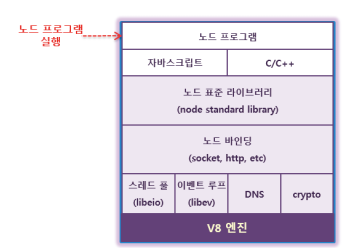 노드 프로그램
실행
노드 프로그램
자바스크립트
C/C++
노드 표준 라이브러리
(node standard library)
노드 바인딩
(socket, http, etc)
스레드 풀
(libeio)
이벤트 루프
(libev)
DNS
crypto
V8 엔진